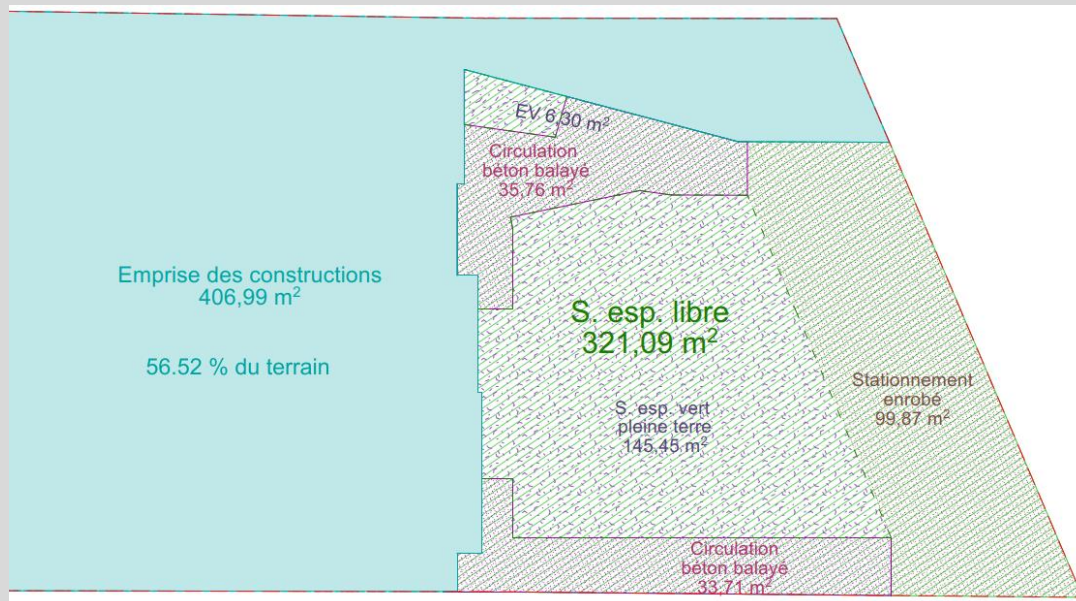 EV 6,30 m²
Circulation
béton balayé
35,76 m²
Emprise des constructions
406,99 m²
56.52 % du terrain
S. esp. libre
321,09 m²
S. esp. vert
pleine terre
145,45 m²
Stationnement
enrobé
99,87 m²
Circulation
béton balayé
33,71 m²